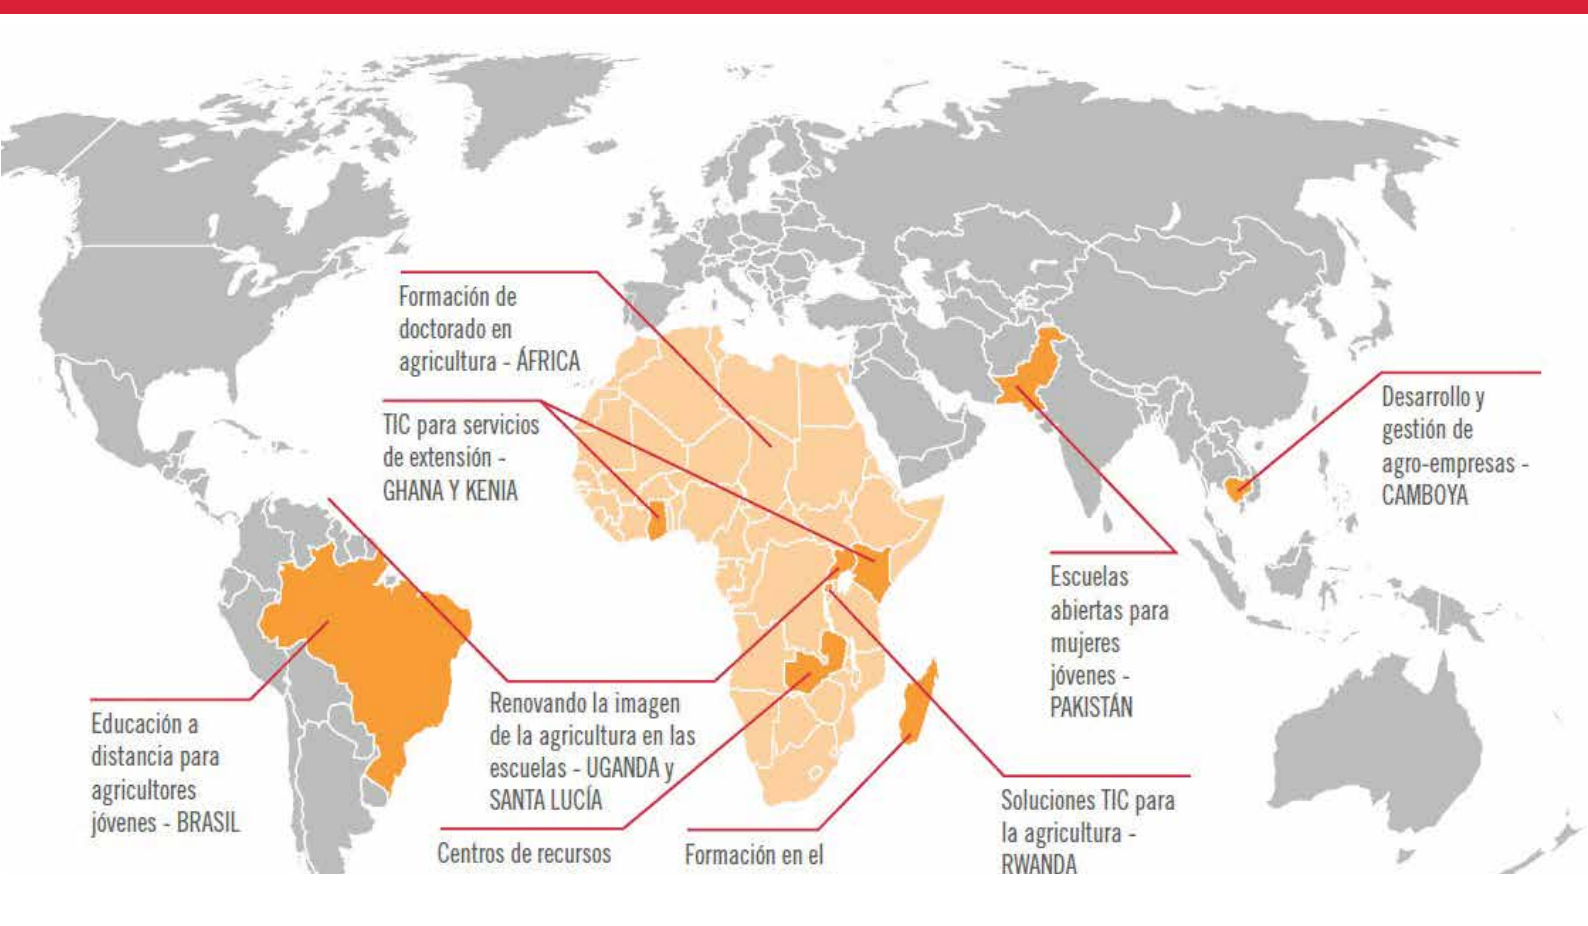 Formación de
doctorado en
agricultura - ÁFRICA
TIC para servicios
de extensión -
GHANA Y KENIA
Desarrollo y
gestión de
agro-empresas -
CAMBOYA
Escuelas
abiertas para
mujeres
jóvenes -
PAKISTÁN
Educación a
distancia para
agricultores
jóvenes - BRASIL
Renovando la imagen
de la agricultura en las
escuelas - UGANDA y
SANTA LUCÍA
Soluciones TIC para
la agricultura -
RWANDA
Centros de recursos
Formación en el